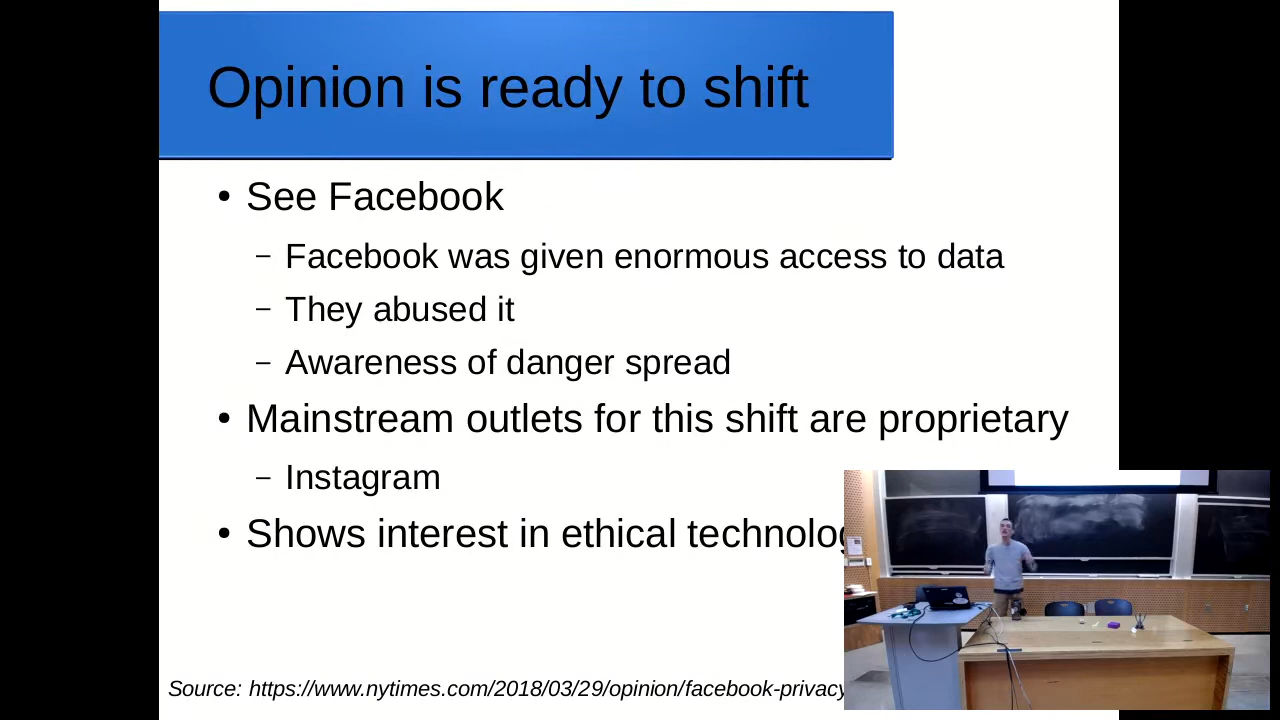 Opinion is ready to shift
• See Facebook
– Facebook was given enormous access to data
– They abused it
– Awareness of danger spread
• Mainstream outlets for this shift are proprietary
– Instagram
• Shows interest in ethical
Source: https://www.nytimes.com/2018/03/29/opinion/facebook-privacy